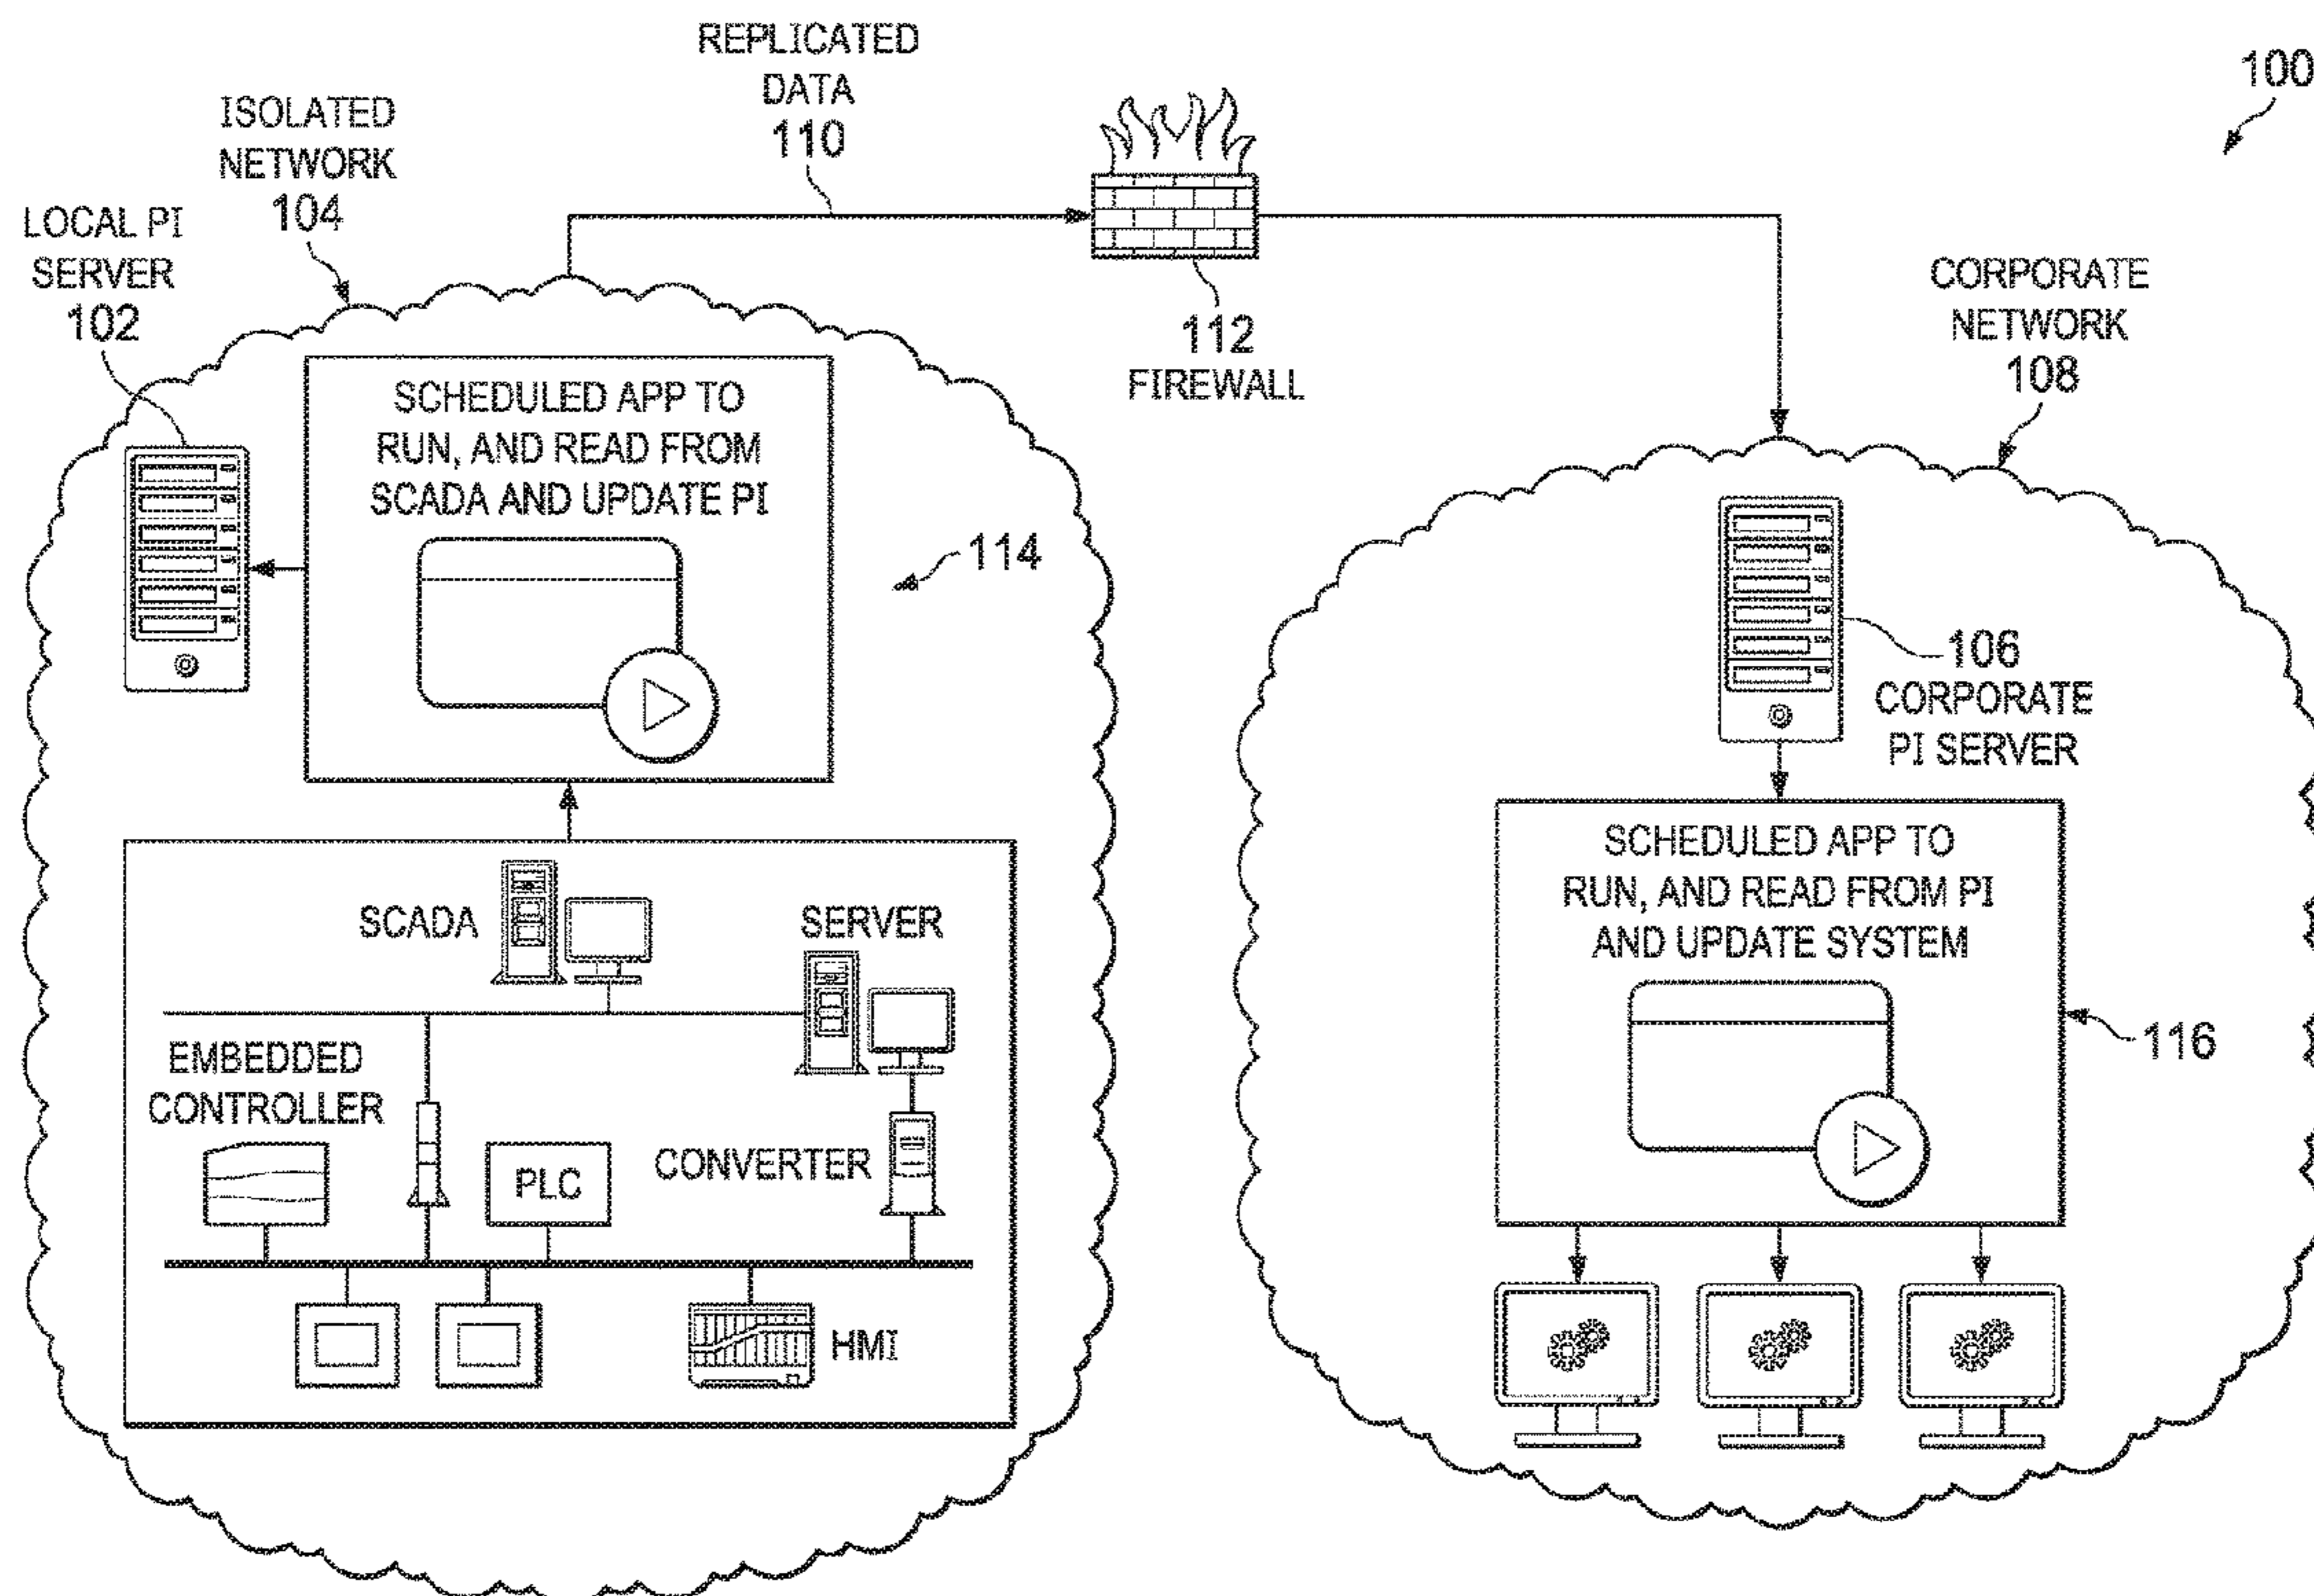 REPLICATED
DATA
110
100
ISOLATED
NETWORK
104
LOCAL PI
SERVER
102
112
FIREWALL
CORPORATE
NETWORK
108
SCHEDULED APP TO
RUN, AND READ FROM
SCADA AND UPDATE PI
114
106
CORPORATE
PI SERVER
SCHEDULED APP TO
RUN, AND READ FROM PI
AND UPDATE SYSTEM
116
SCADA
SERVER
EMBEDDED
CONTROLLER
PLC
CONVERTER
HMI